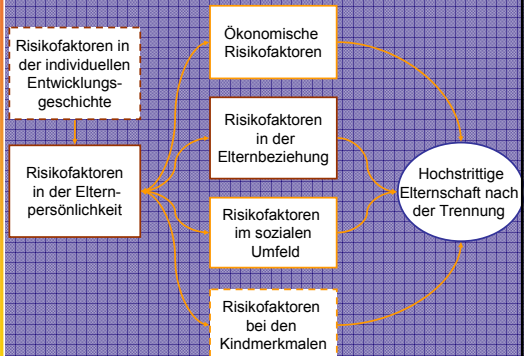 Risikofaktoren in
der individuellen
Entwicklungs-
geschichte
Risikofaktoren
in der Eltern-
persönlichkeit
Ökonomische
Risikofaktoren
Risikofaktoren
in der
Elternbeziehung
Risikofaktoren
im sozialen
Umfeld
Risikofaktoren
bei den
Kindmerkmalen
Hochstrittige
Elternschaft nach
der Trennung